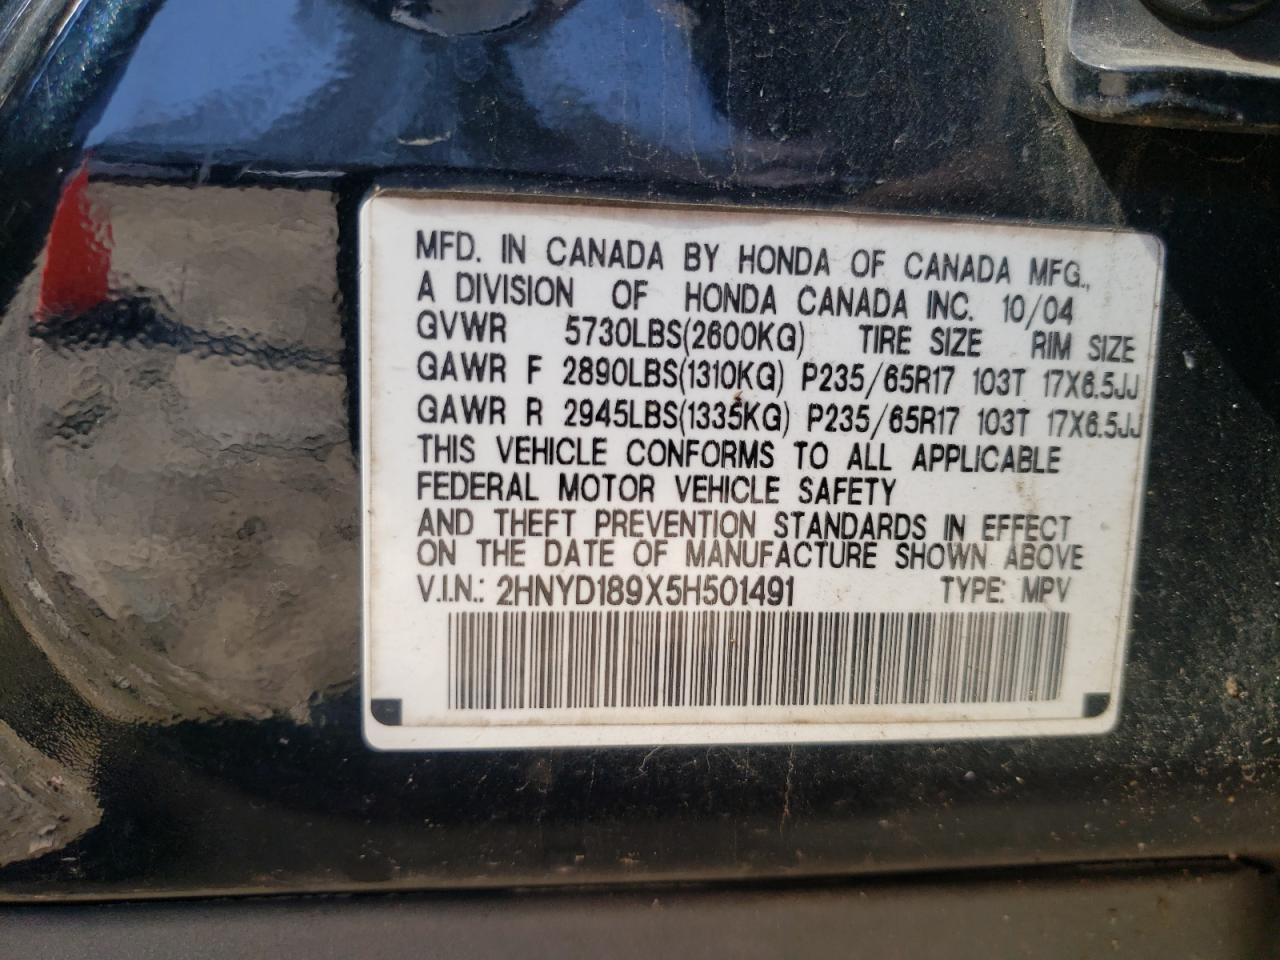 MFD. IN CANADA BY HONDA OF CANADA MFG.,
A DIVISION OF HONDA CANADA INC. 10/04
GVWR 5730LBS(2600KG) TIRE SIZE RIM SIZE
GAWR F 2890LBS(1310KG) P235/65R17 103T 17X6.5JJ
GAWR R 2945LBS(1335KG) P235/65R17 103T 17X6.5JJ
THIS VEHICLE CONFORMS TO ALL APPLICABLE
FEDERAL MOTOR VEHICLE SAFETY
AND THEFT PREVENTION STANDARDS IN EFFECT
ON THE DATE OF MANUFACTURE SHOWN ABOVE
V.I.N.: 2HNYD189X5H501491 TYPE: MPV